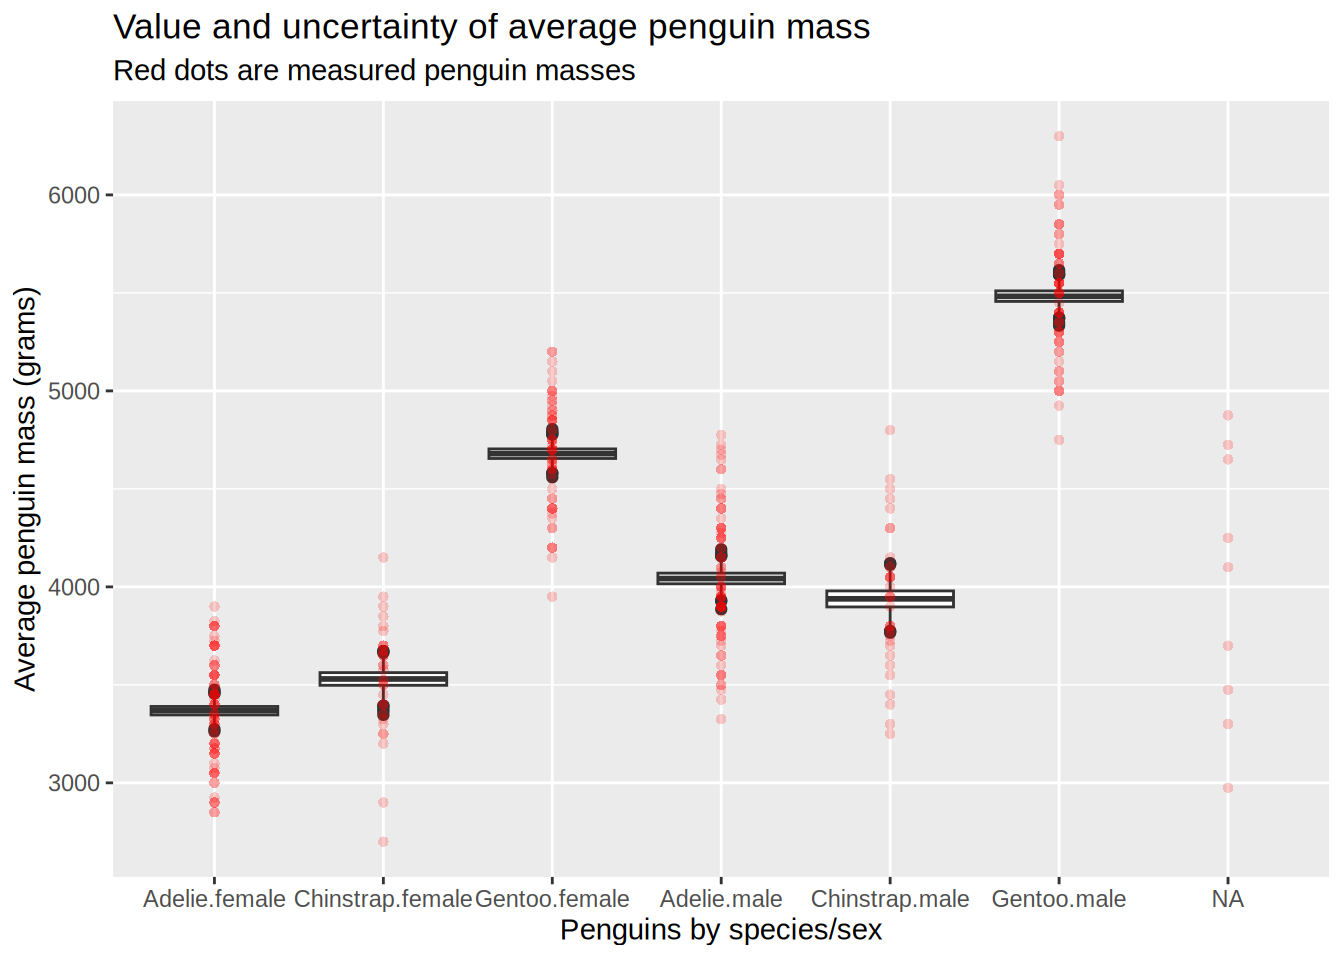 Value and uncertainty of average penguin mass
Red dots are measured penguin masses
Average penguin mass (grams)
6000
5000
4000
3000
Adelie.female Chinstrap.female Gentoo.female Adelie.male Chinstrap.male Gentoo.male NA
Penguins by species/sex